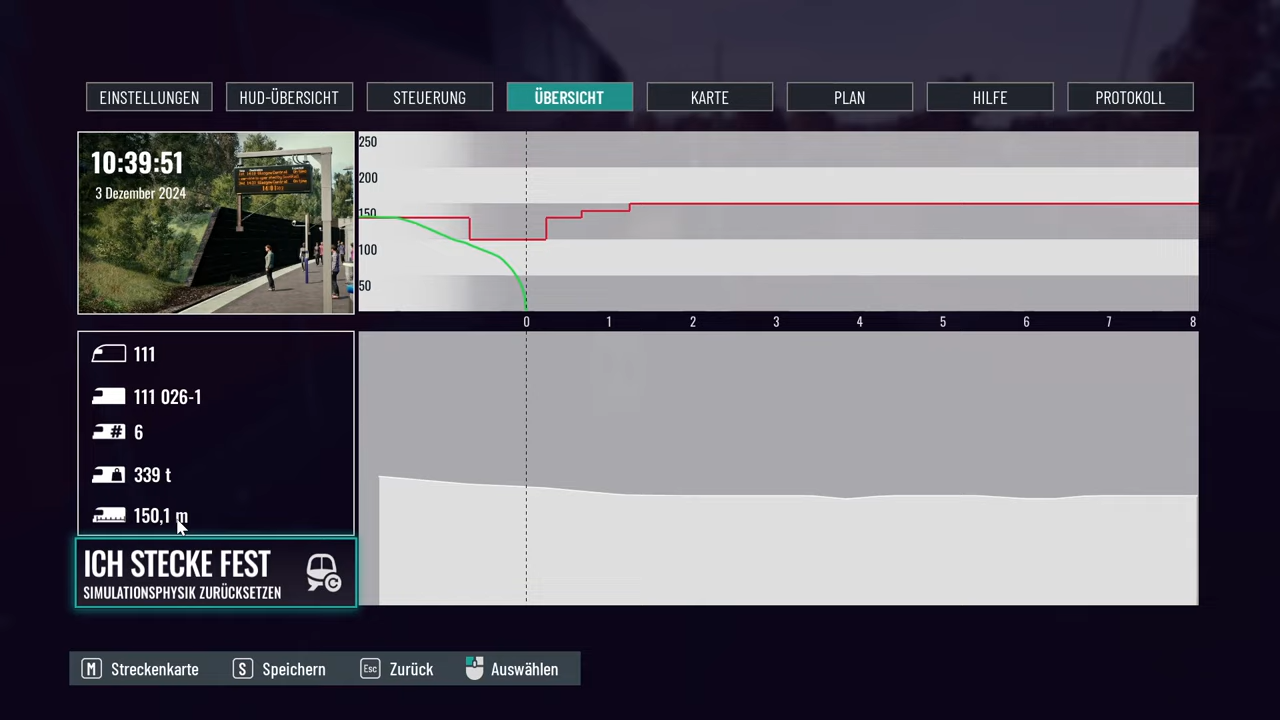 EINSTELLUNGEN
HUD-ÜBERSICHT
STEUERUNG
ÜBERSICHT
KARTE
PLAN
HILFE
PROTOKOLL
10:39:51
3 Dezember 2024
250
200
150
100
50
0 1 2 3 4 5 6 7 8
111
111 026-1
# 6
339 t
150,1 m
ICH STECKE FEST
SIMULATIONSPHYSIK ZURÜCKSETZEN
M Streckenkarte
S Speichern
Esc Zurück
Auswählen